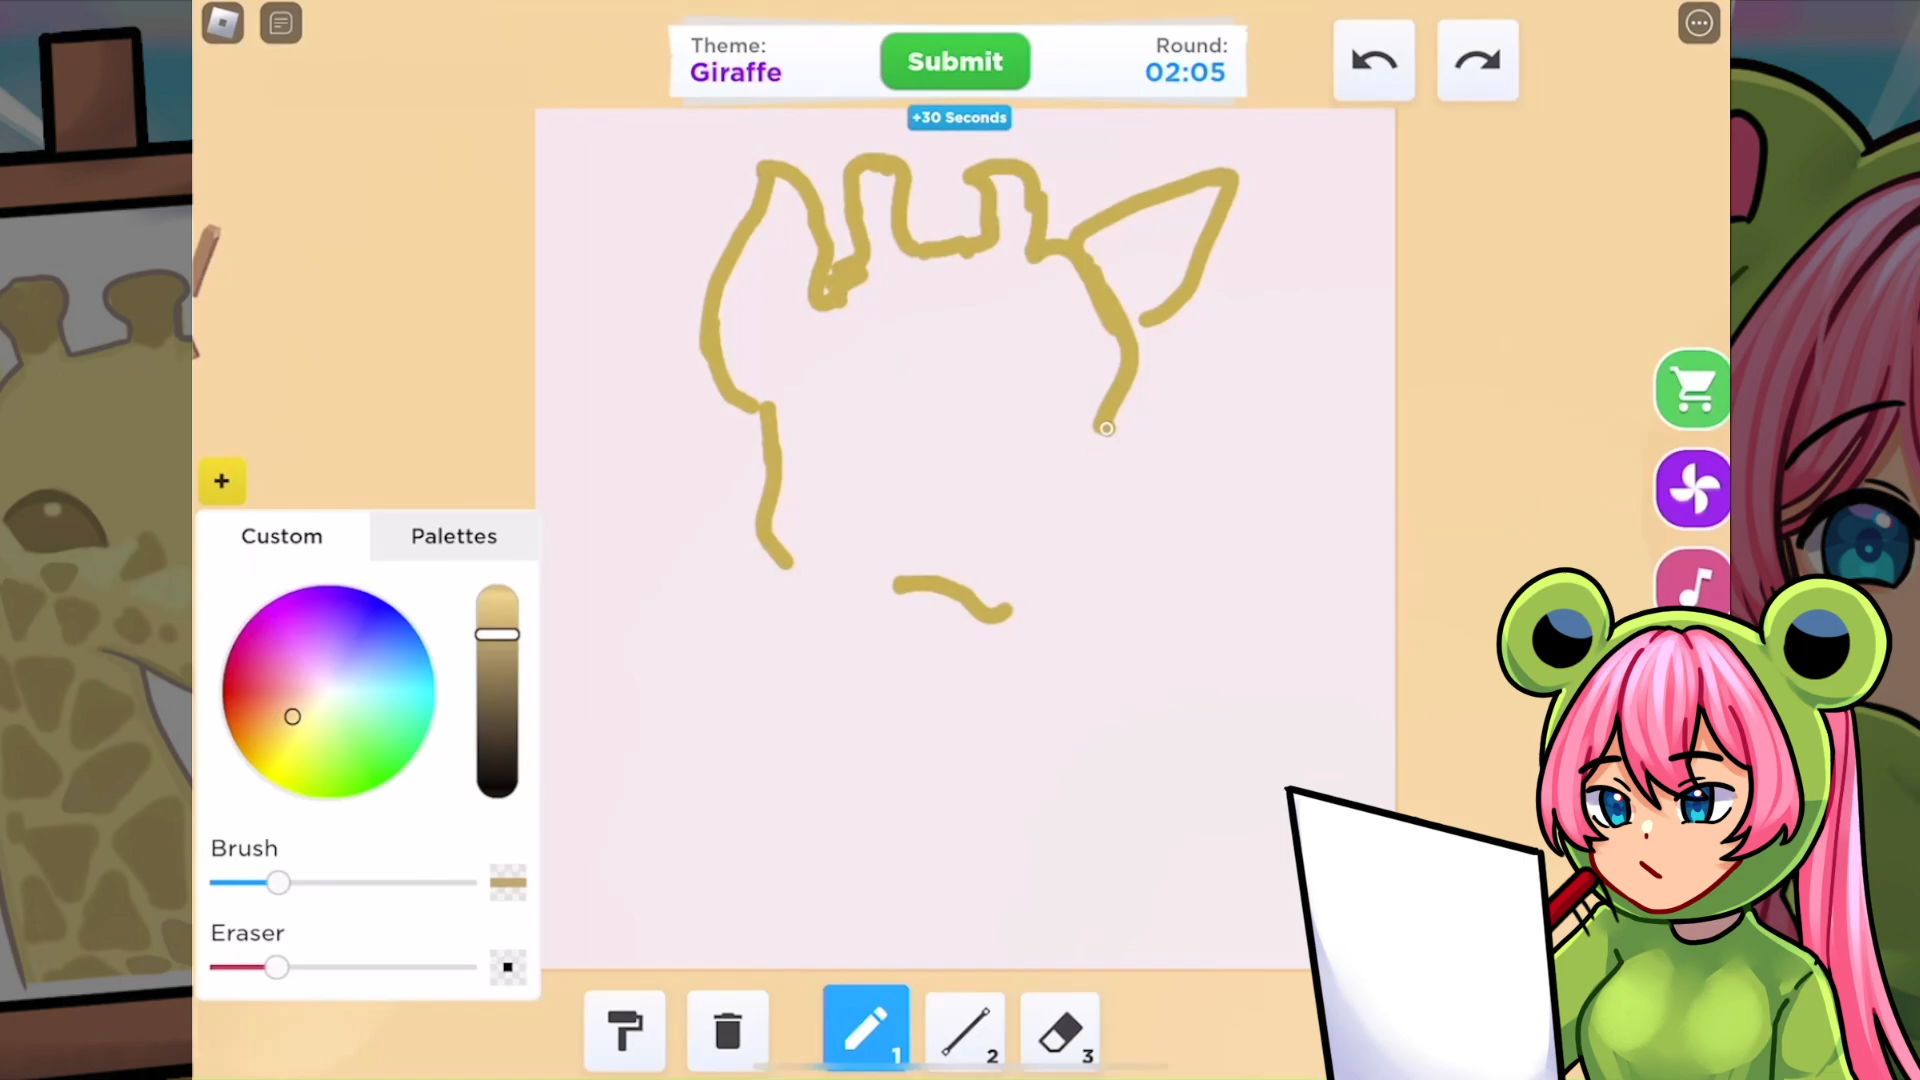 Theme:
Giraffe
Submit
Round:
02:05
+30 Seconds
+
Custom
Palettes
Brush
Eraser
1
2
3